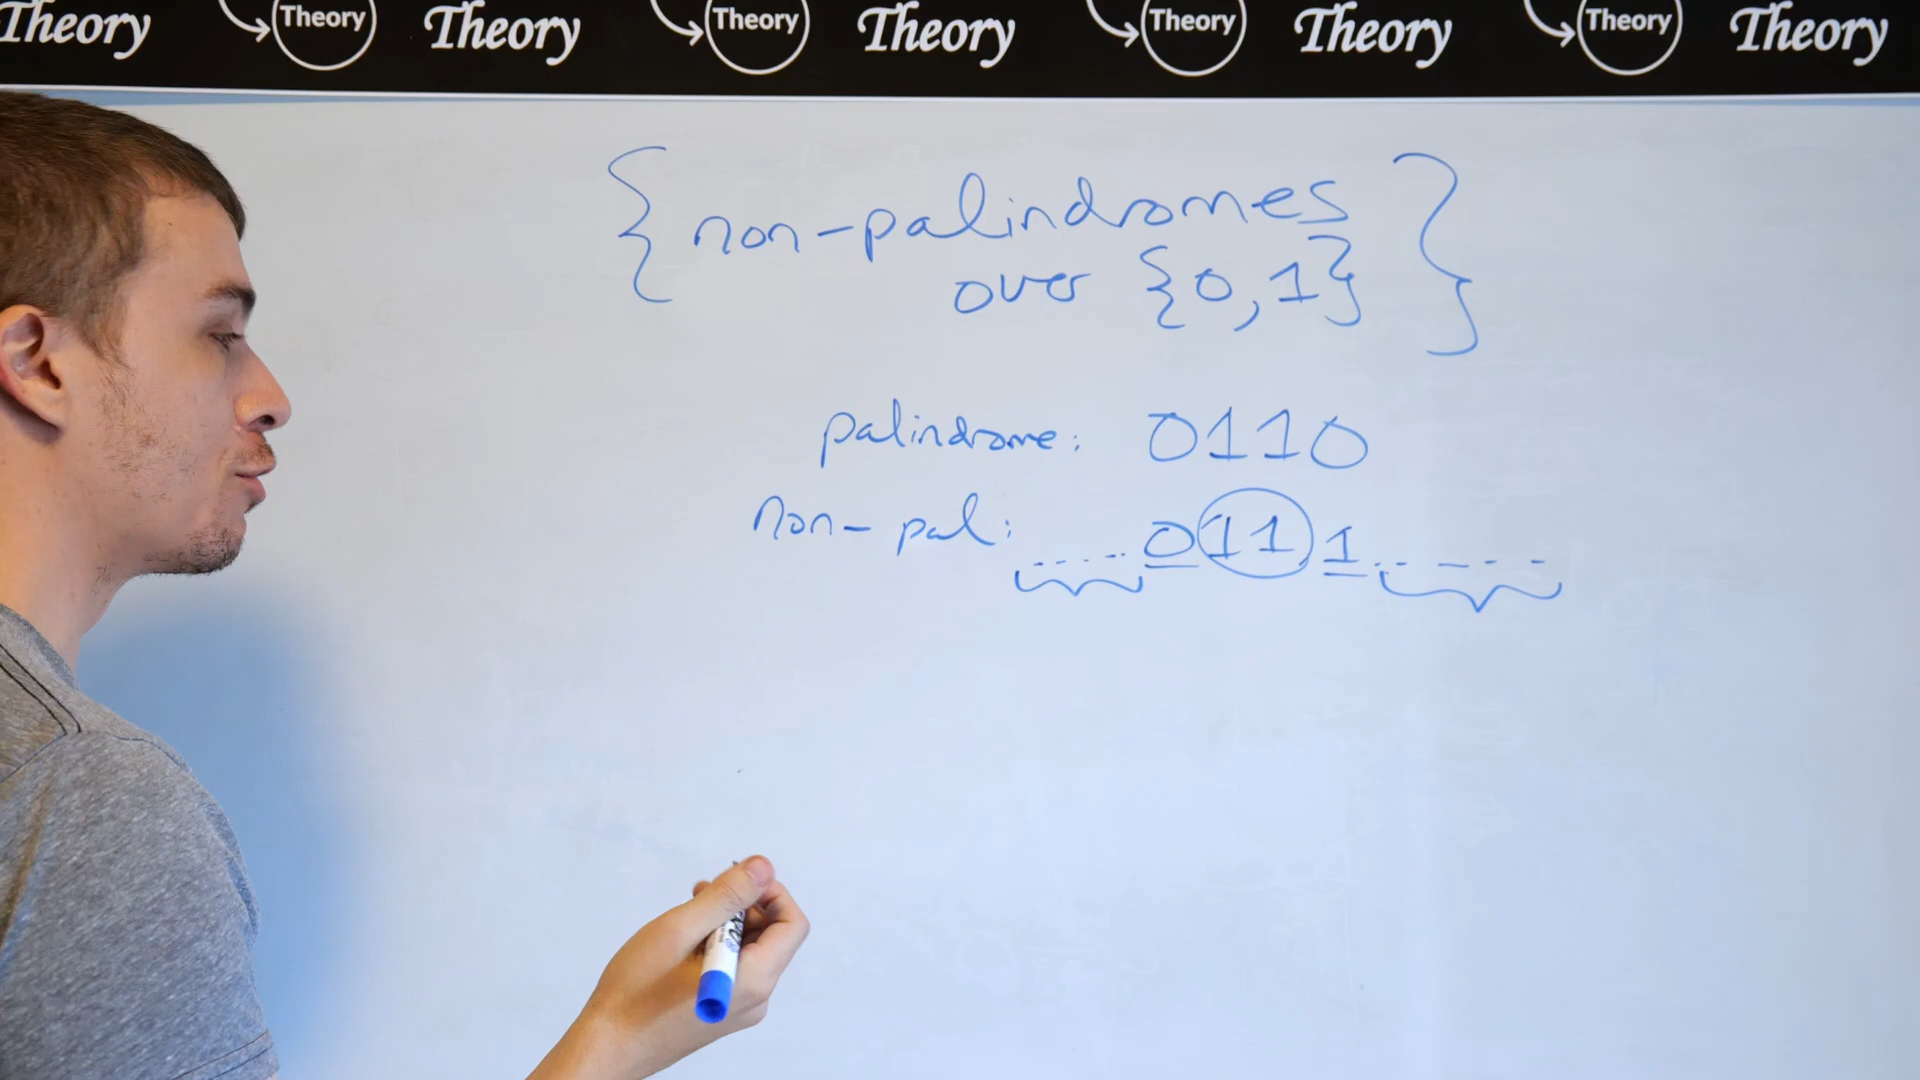 Theory Theory Theory Theory Theory Theory Theory Theory Theory
{ non-palindromes
over {0,1} }
palindrome: 0110
non-pal: .... 0111 ....